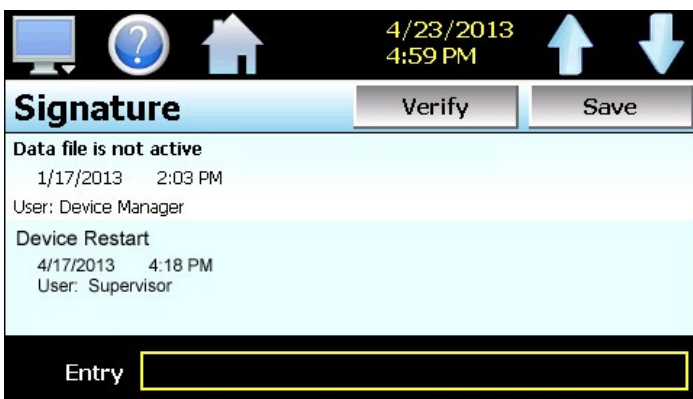 4/23/2013
4:59 PM
Signature
Verify
Save
Data file is not active
1/17/2013 2:03 PM
User: Device Manager
Device Restart
4/17/2013 4:18 PM
User: Supervisor
Entry